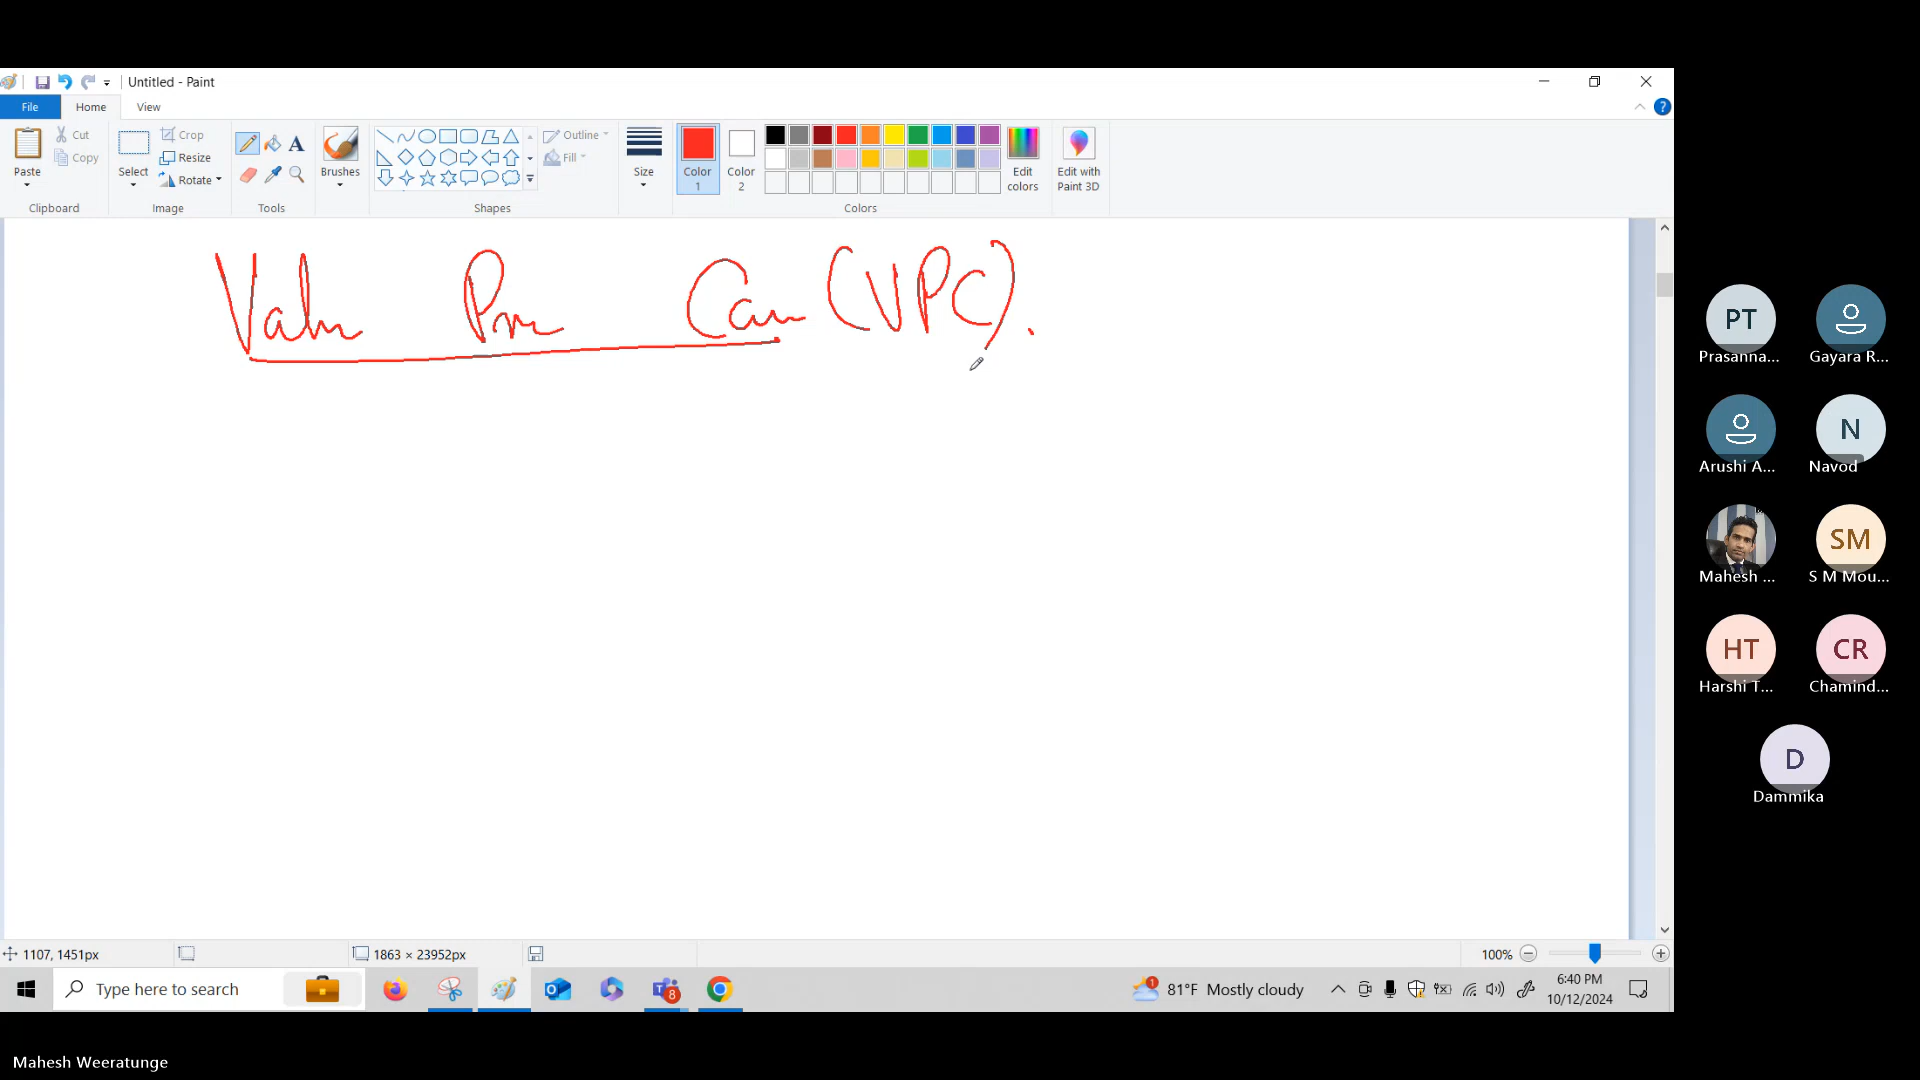 Untitled - Paint
File Home View
Paste Cut Copy Select Crop Resize Rotate Brushes Outline Fill Size Color 1 Color 2 Edit colors Edit with Paint 3D
Clipboard Image Tools Shapes Colors
(VPC).
PT
Prasanna... Gayara R...
N
Arushi A... Navod
SM
Mahesh ... S M Mou...
HT CR
Harshi T... Chamind...
D
Dammika
1107, 1451px 1863 × 23952px 100%
Type here to search 8 1 81°F Mostly cloudy 6:40 PM
10/12/2024
Mahesh Weeratunge